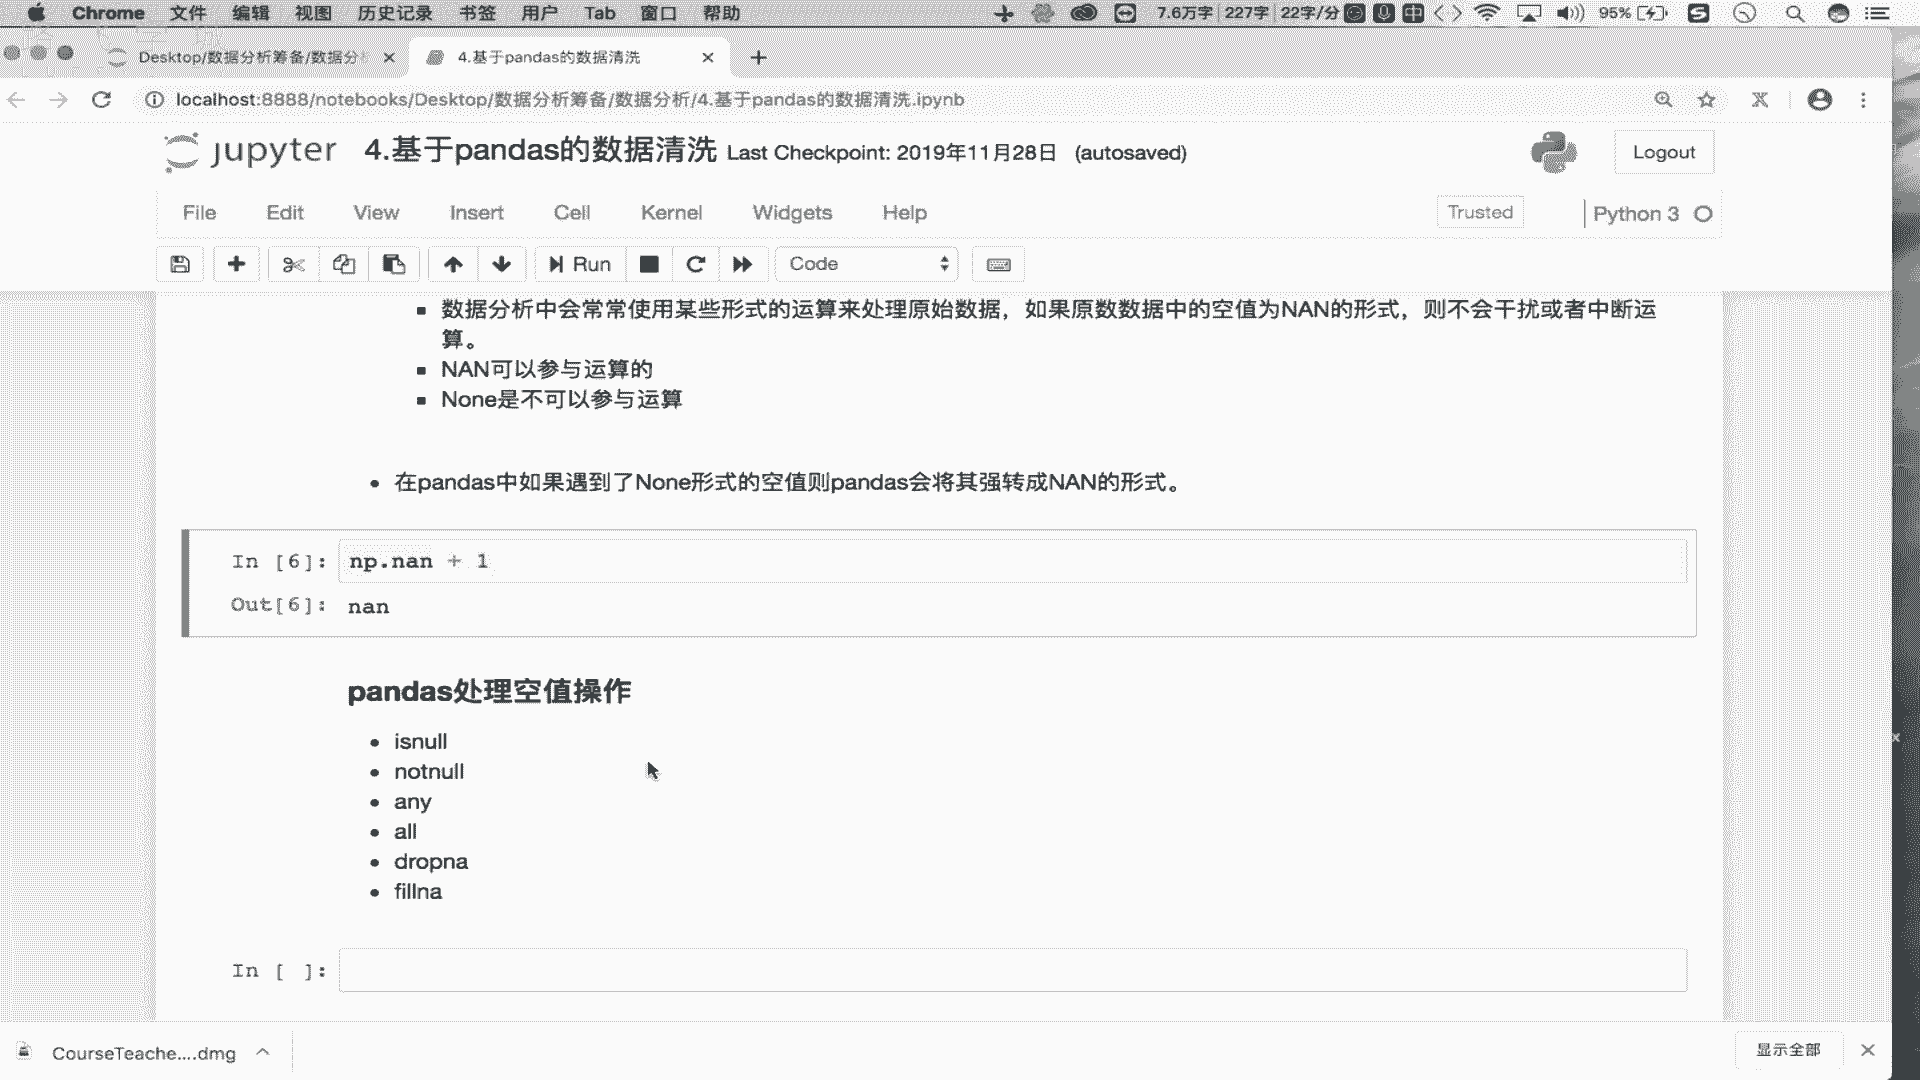 Chrome 文件 编辑 视图 历史记录 书签 用户 Tab 窗口 帮助 7.6万字 227字 22字/分 中 95%
Desktop/数据分析筹备/数据分 4.基于pandas的数据清洗
localhost:8888/notebooks/Desktop/数据分析筹备/数据分析/4.基于pandas的数据清洗.ipynb
jupyter 4.基于pandas的数据清洗 Last Checkpoint: 2019年11月28日 (autosaved) Logout
File Edit View Insert Cell Kernel Widgets Help Trusted Python 3
Run Code
数据分析中会常常使用某些形式的运算来处理原始数据，如果原数数据中的空值为NAN的形式，则不会干扰或者中断运
算。
NAN可以参与运算的
None是不可以参与运算
在pandas中如果遇到了None形式的空值则pandas会将其强转成NAN的形式。
In [6]: np.nan + 1
Out[6]: nan
pandas处理空值操作
isnull
notnull
any
all
dropna
fillna
In [ ]:
CourseTeache....dmg 显示全部